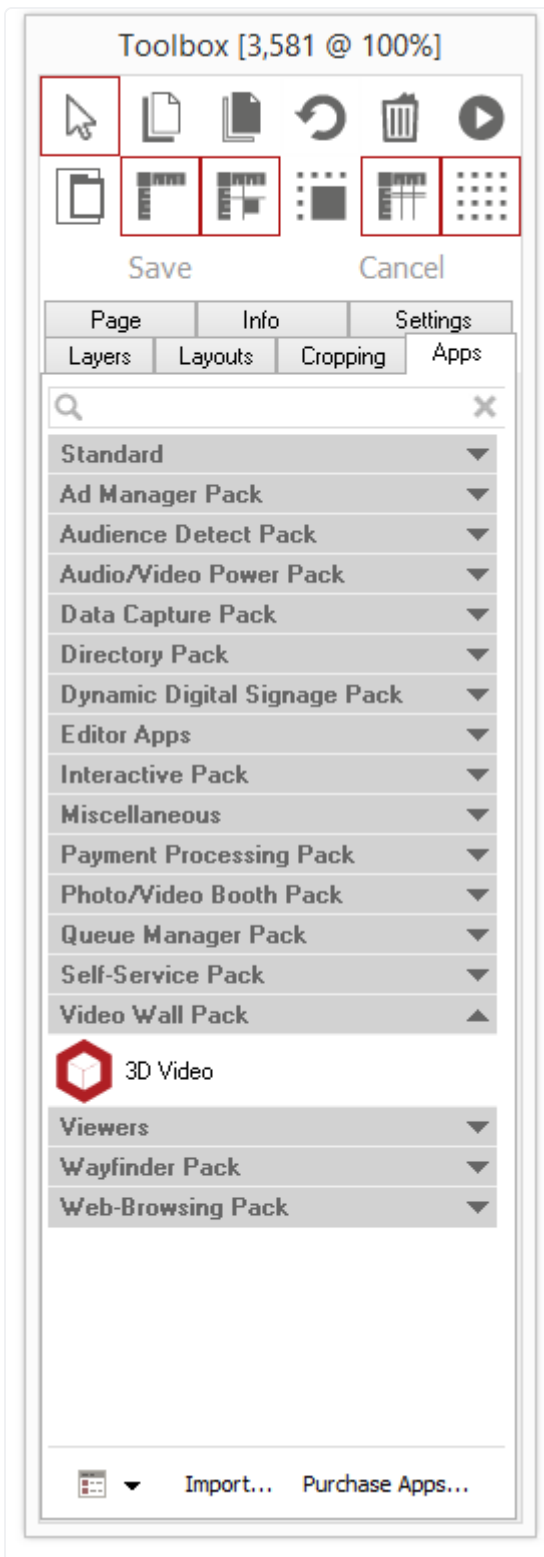 Toolbox [3,581 @ 100%]
Save Cancel
Page Info Settings
Layers Layouts Cropping Apps
Standard
Ad Manager Pack
Audience Detect Pack
Audio/Video Power Pack
Data Capture Pack
Directory Pack
Dynamic Digital Signage Pack
Editor Apps
Interactive Pack
Miscellaneous
Payment Processing Pack
Photo/Video Booth Pack
Queue Manager Pack
Self-Service Pack
Video Wall Pack
3D Video
Viewers
Wayfinder Pack
Web-Browsing Pack
Import... Purchase Apps...